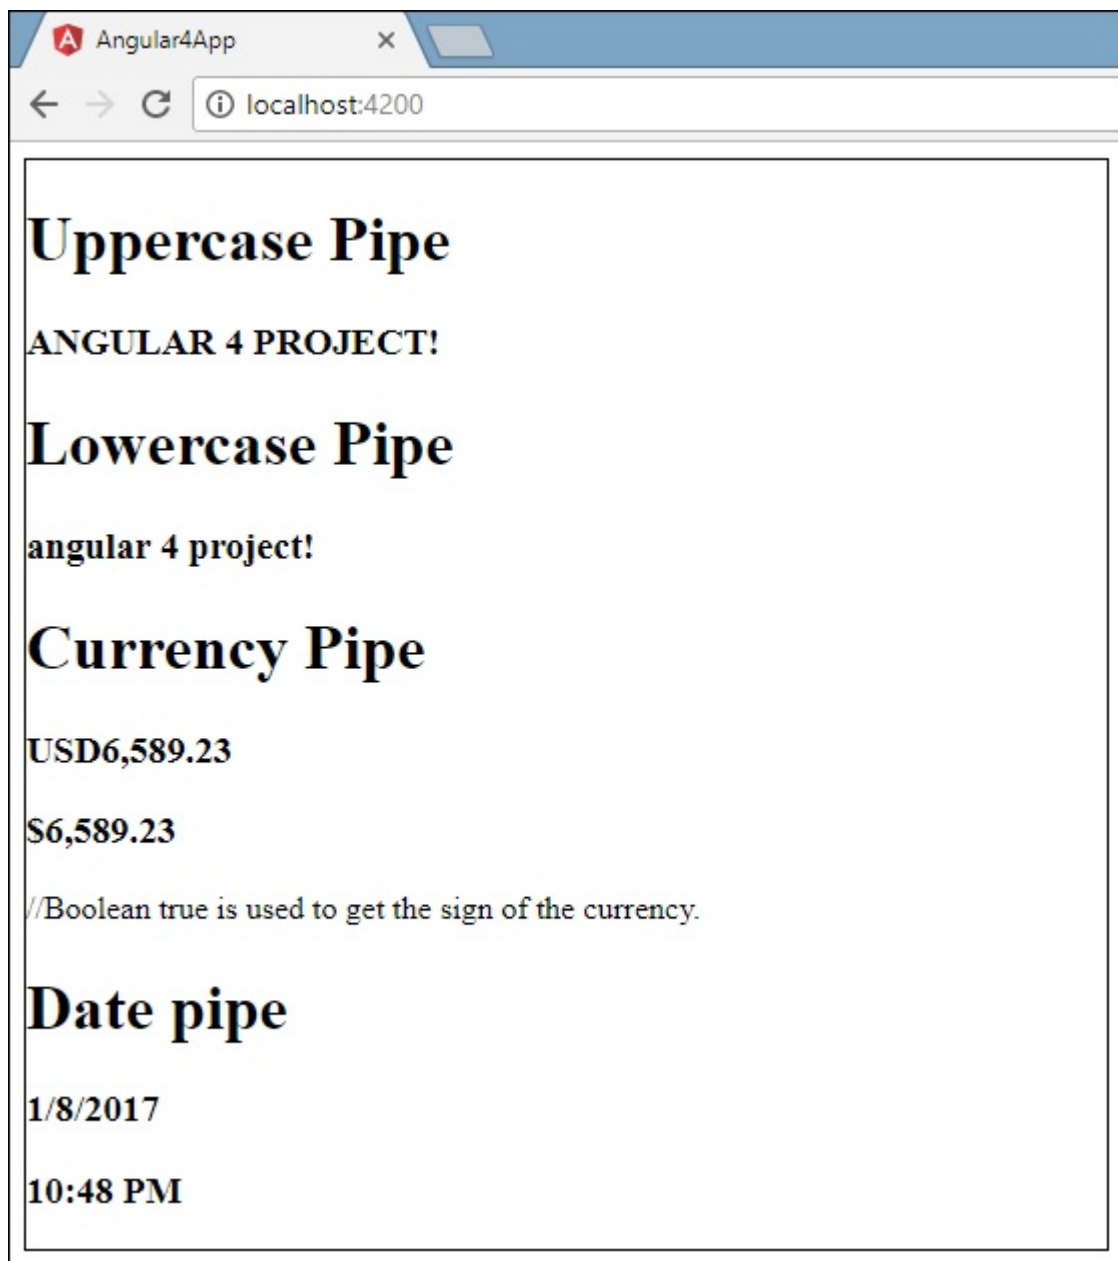 Angular4App
localhost:4200
Uppercase Pipe
ANGULAR 4 PROJECT!
Lowercase Pipe
angular 4 project!
Currency Pipe
USD6,589.23
$6,589.23
//Boolean true is used to get the sign of the currency.
Date pipe
1/8/2017
10:48 PM